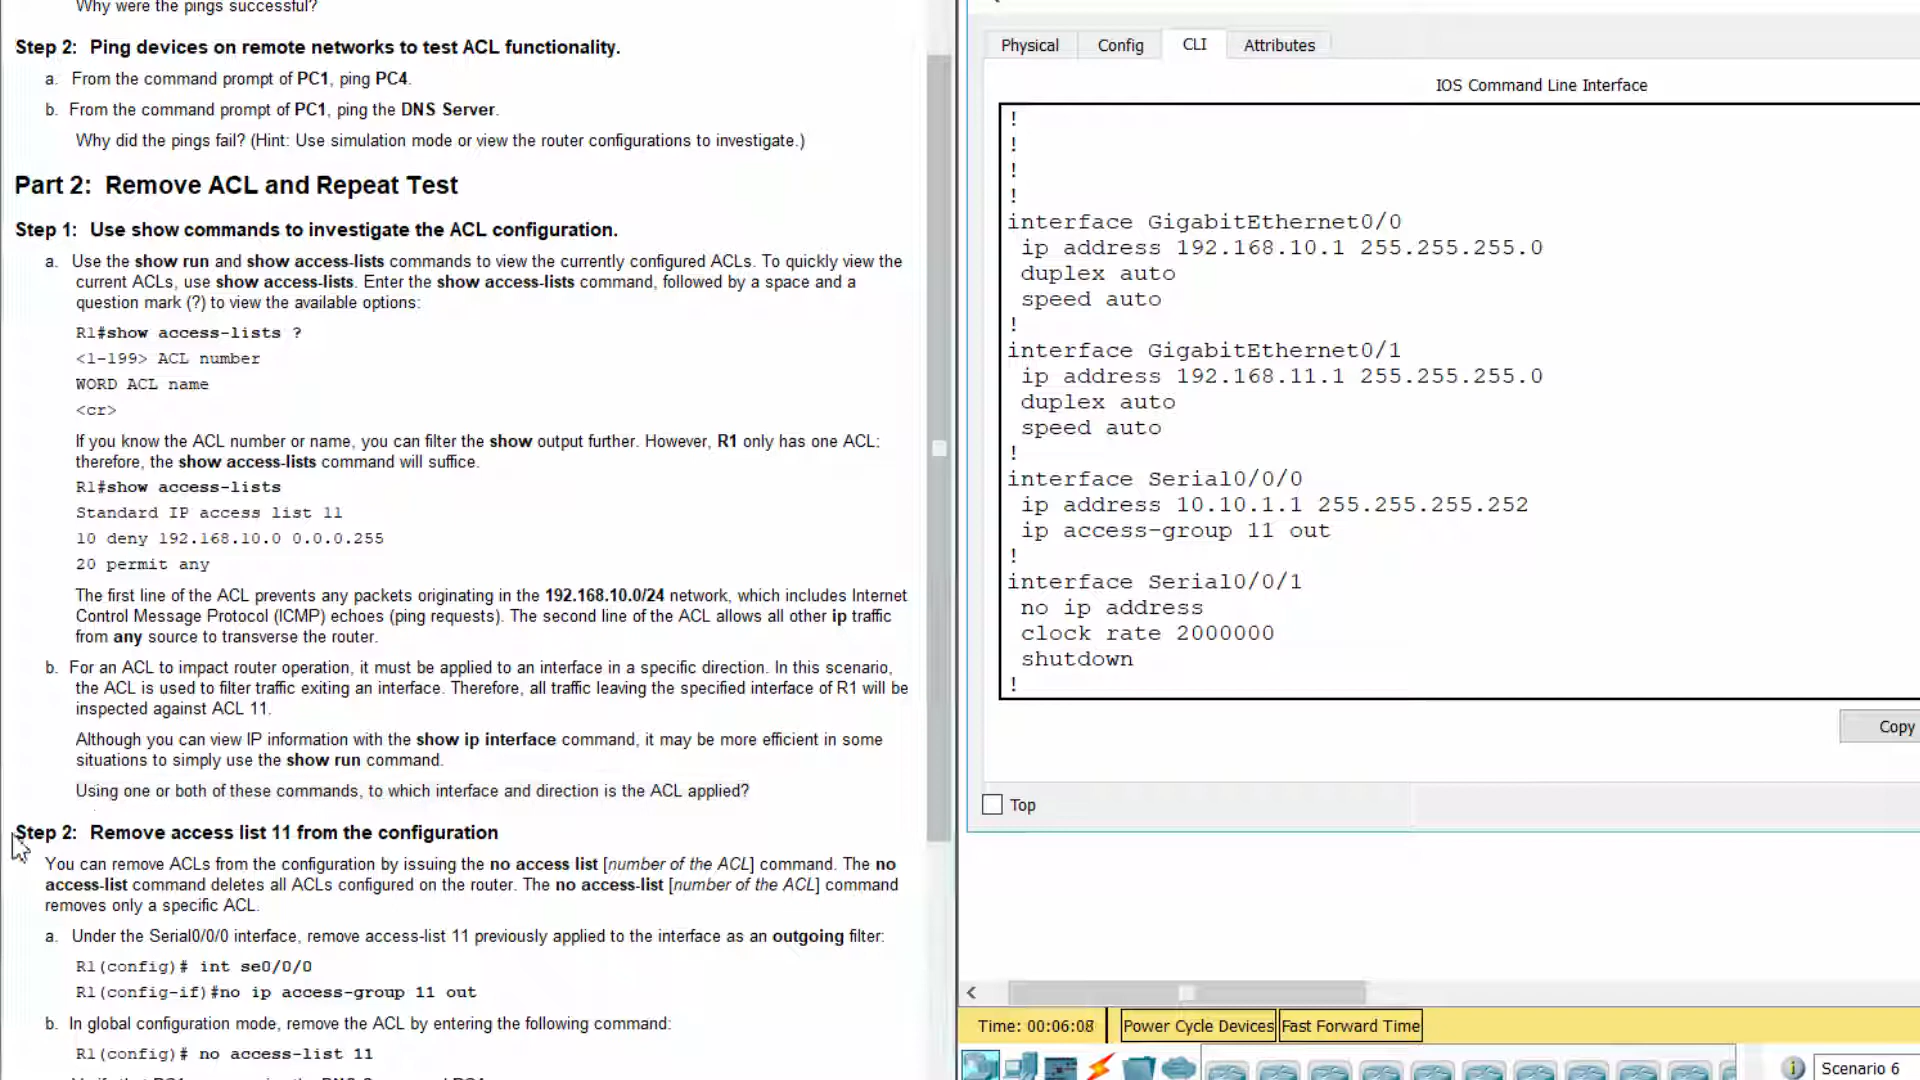 Why were the pings successful?
Step 2: Ping devices on remote networks to test ACL functionality.
a. From the command prompt of PC1, ping PC4.
b. From the command prompt of PC1, ping the DNS Server.
Why did the pings fail? (Hint: Use simulation mode or view the router configurations to investigate.)
Part 2: Remove ACL and Repeat Test
Step 1: Use show commands to investigate the ACL configuration.
a. Use the show run and show access-lists commands to view the currently configured ACLs. To quickly view the
current ACLs, use show access-lists. Enter the show access-lists command, followed by a space and a
question mark (?) to view the available options:
R1#show access-lists ?
<1-199> ACL number
WORD ACL name
<cr>
If you know the ACL number or name, you can filter the show output further. However, R1 only has one ACL;
therefore, the show access-lists command will suffice.
R1#show access-lists
Standard IP access list 11
10 deny 192.168.10.0 0.0.0.255
20 permit any
The first line of the ACL prevents any packets originating in the 192.168.10.0/24 network, which includes Internet
Control Message Protocol (ICMP) echoes (ping requests). The second line of the ACL allows all other ip traffic
from any source to transverse the router.
b. For an ACL to impact router operation, it must be applied to an interface in a specific direction. In this scenario,
the ACL is used to filter traffic exiting an interface. Therefore, all traffic leaving the specified interface of R1 will be
inspected against ACL 11.
Although you can view IP information with the show ip interface command, it may be more efficient in some
situations to simply use the show run command.
Using one or both of these commands, to which interface and direction is the ACL applied?
Step 2: Remove access list 11 from the configuration
You can remove ACLs from the configuration by issuing the no access list [number of the ACL] command. The no
access-list command deletes all ACLs configured on the router. The no access-list [number of the ACL] command
removes only a specific ACL.
a. Under the Serial0/0/0 interface, remove access-list 11 previously applied to the interface as an outgoing filter:
R1(config)# int se0/0/0
R1(config-if)#no ip access-group 11 out
b. In global configuration mode, remove the ACL by entering the following command:
R1(config)# no access-list 11
Physical Config CLI Attributes
IOS Command Line Interface
!
!
!
!
interface GigabitEthernet0/0
ip address 192.168.10.1 255.255.255.0
duplex auto
speed auto
!
interface GigabitEthernet0/1
ip address 192.168.11.1 255.255.255.0
duplex auto
speed auto
!
interface Serial0/0/0
ip address 10.10.1.1 255.255.255.252
ip access-group 11 out
!
interface Serial0/0/1
no ip address
clock rate 2000000
shutdown
!
Copy
Top
Time: 00:06:08 Power Cycle Devices Fast Forward Time
Scenario 6